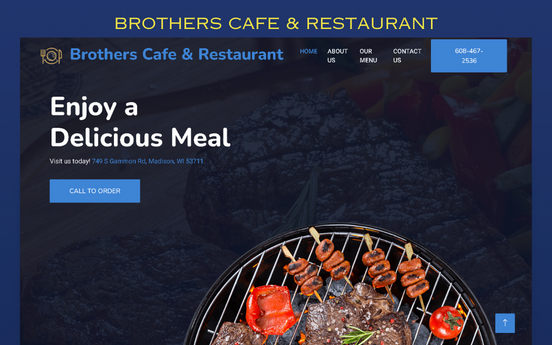 BROTHERS CAFE & RESTAURANT
Brothers Cafe & Restaurant
HOME
ABOUT
US
OUR
MENU
CONTACT
US
608-467-
2536
Enjoy a
Delicious Meal
Visit us today! 749 S Gammon Rd, Madison, WI 53711
CALL TO ORDER